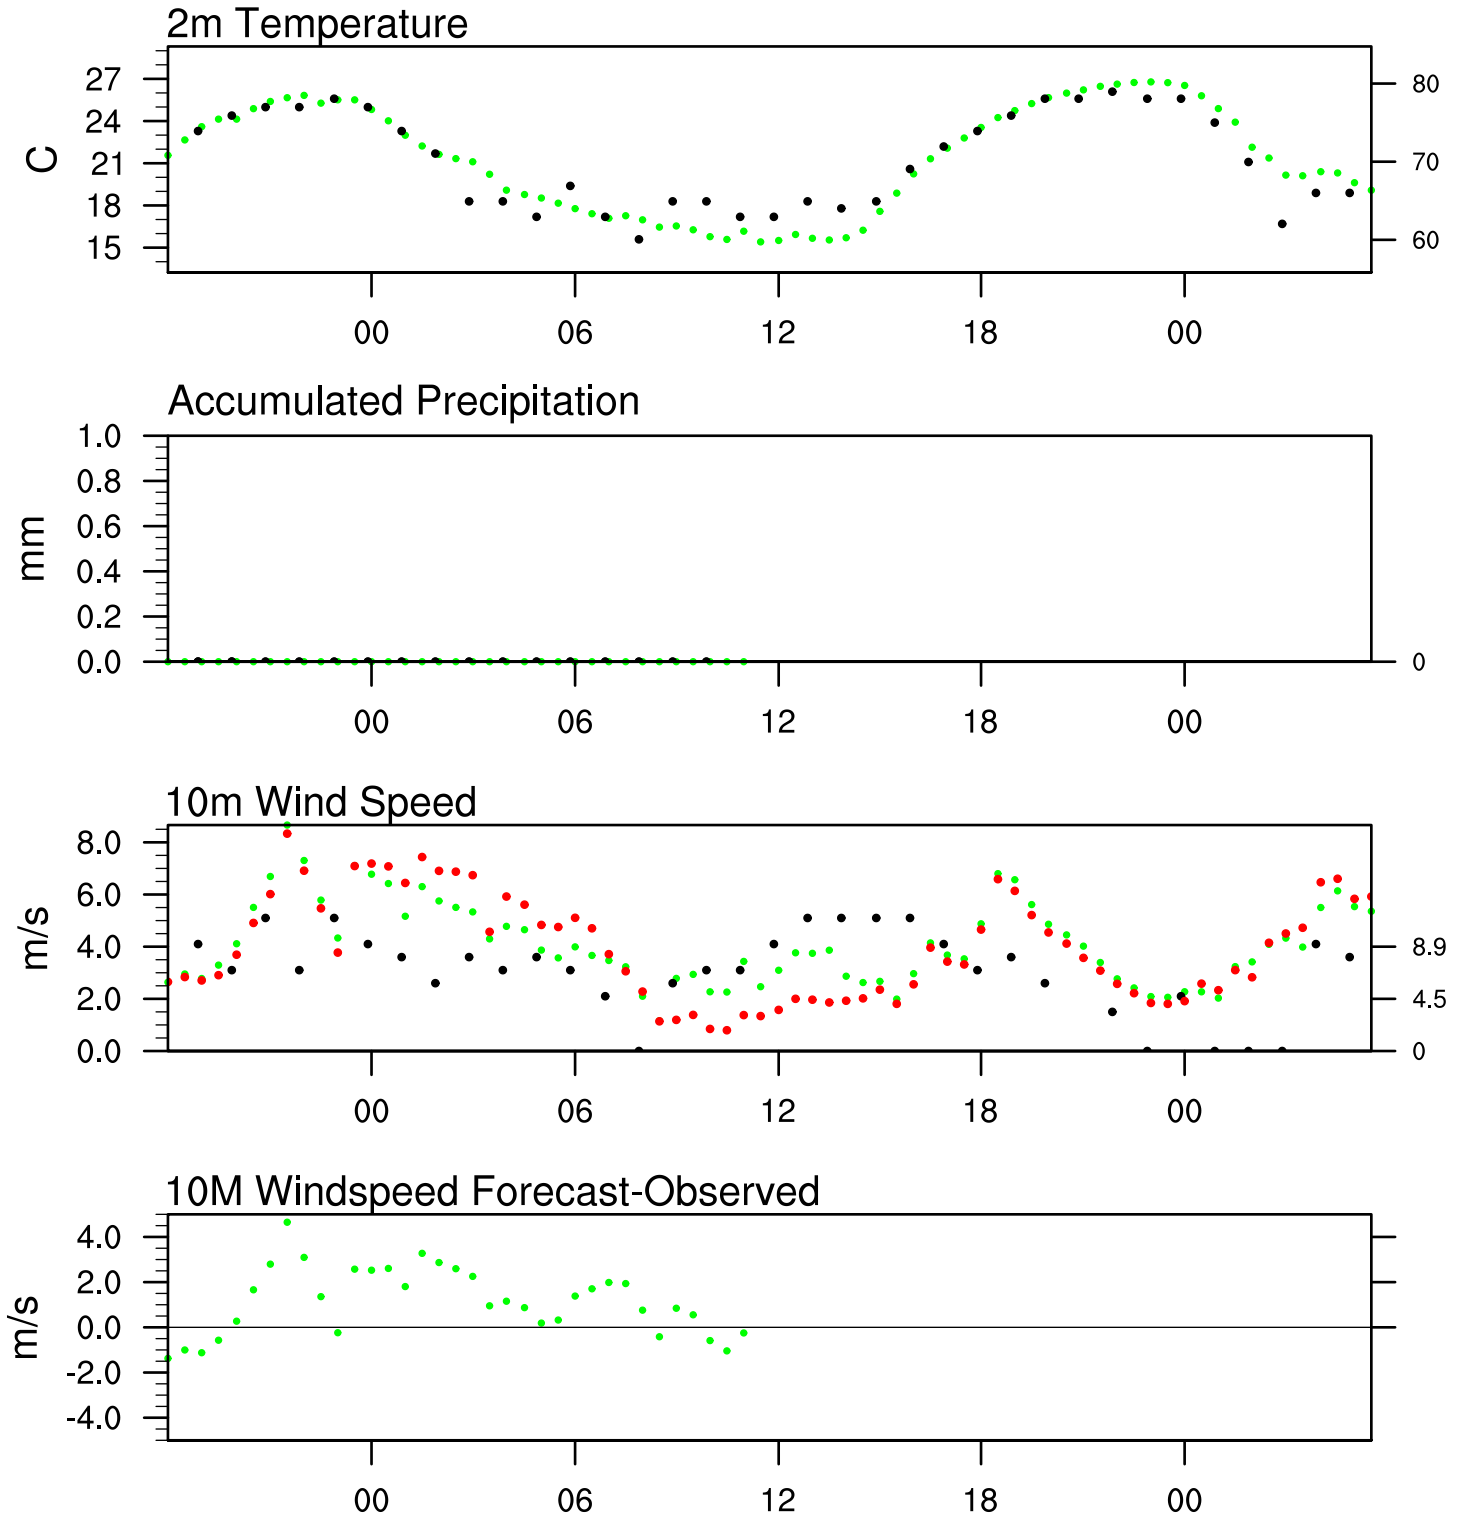 2m Temperature
27
24
21
18
15
C
80
70
60
00 06 12 18 00
Accumulated Precipitation
1.0
0.8
0.6
0.4
0.2
0.0
mm
0
00 06 12 18 00
10m Wind Speed
8.0
6.0
4.0
2.0
0.0
m/s
8.9
4.5
0
00 06 12 18 00
10M Windspeed Forecast-Observed
4.0
2.0
0.0
-2.0
-4.0
m/s
00 06 12 18 00